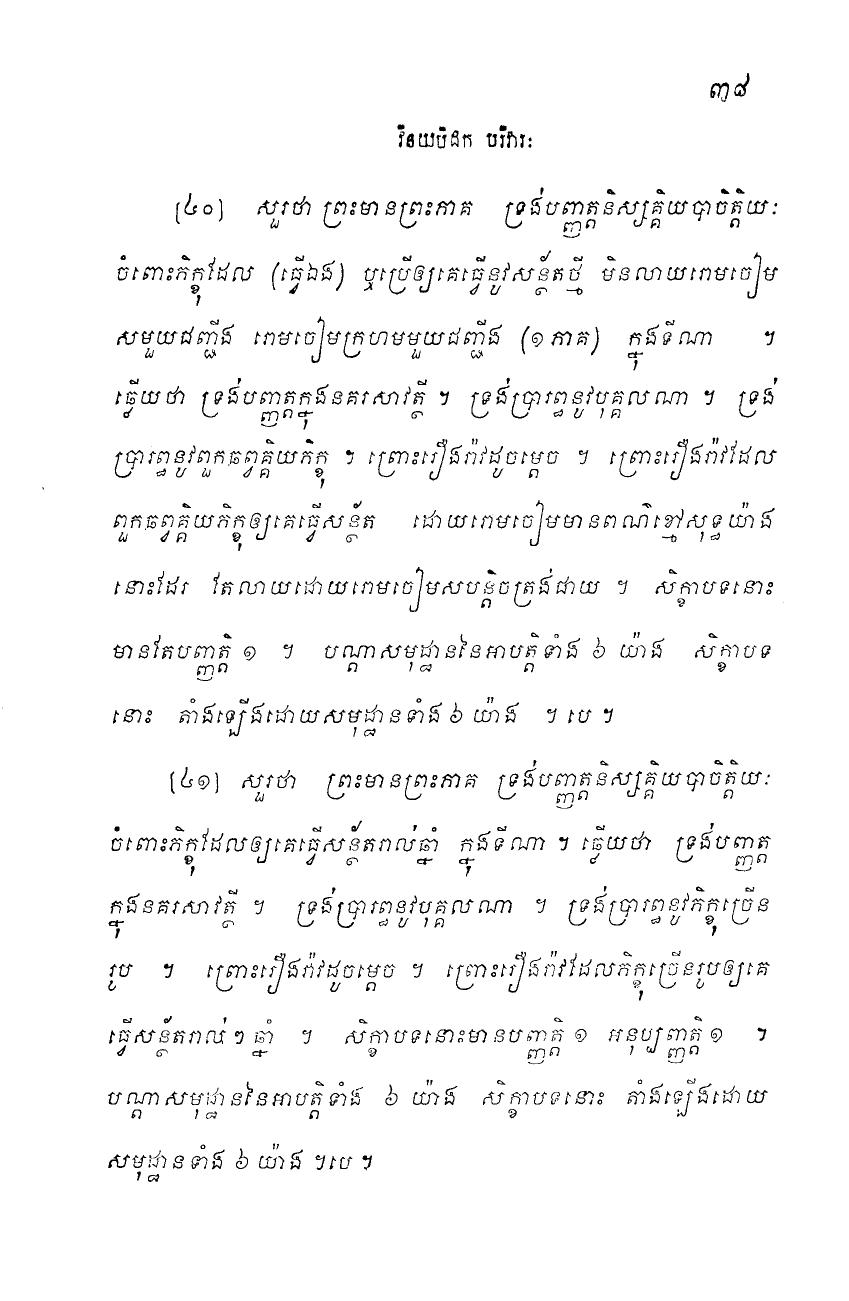 ៣៨
វិនយបិដក បរិវារៈ
[៤០] សួរថា ព្រះមានព្រះភាគ ទ្រង់បញ្ញត្តនិស្សគ្គិយបាចិត្តិយៈ
ចំពោះភិក្ខុដែល (ធ្វើឯង) ឬប្រើឲ្យគេធ្វើនូវសន្ថ័តថ្មី មិនលាយរោមចៀម
សមួយជញ្ជីង រោមចៀមក្រហមមួយជញ្ជីង (១ ភាគ) ក្នុងទីណា ។
ឆ្លើយថា ទ្រង់បញ្ញត្តក្នុងនគរសាវត្ថី ។ ទ្រង់ប្រារព្ធនូវបុគ្គលណា ។ ទ្រង់
ប្រារព្ធនូវពួកឆព្វគ្គិយភិក្ខុ ។ ព្រោះរឿងរ៉ាវដូចម្តេច ។ ព្រោះរឿងរ៉ាវដែល
ពួកឆព្វគ្គិយភិក្ខុឲ្យគេធ្វើសន្ថ័ត ដោយរោមចៀមមានពណ៌ខ្មៅសុទ្ធយ៉ាង
នោះដែរ តែលាយដោយរោមចៀមសបន្តិចត្រង់ជាយ ។ សិក្ខាបទនោះ
មានតែបញ្ញត្តិ ១ ។ បណ្តាសមុដ្ឋាននៃអាបត្តិទាំង ៦ យ៉ាង សិក្ខាបទ
នោះ តាំងឡើងដោយសមុដ្ឋានទាំង ៦ យ៉ាង ។ បេ ។
[៤១] សួរថា ព្រះមានព្រះភាគ ទ្រង់បញ្ញត្តនិស្សគ្គិយបាចិត្តិយៈ
ចំពោះភិក្ខុដែលឲ្យគេធ្វើសន្ថ័តរាល់ឆ្នាំ ក្នុងទីណា ។ ឆ្លើយថា ទ្រង់បញ្ញត្ត
ក្នុងនគរសាវត្ថី ។ ទ្រង់ប្រារព្ធនូវបុគ្គលណា ។ ទ្រង់ប្រារព្ធនូវភិក្ខុច្រើន
រូប ។ ព្រោះរឿងរ៉ាវដូចម្តេច ។ ព្រោះរឿងរ៉ាវដែលភិក្ខុច្រើនរូបឲ្យគេ
ធ្វើសន្ថ័តរាល់ៗ ឆ្នាំ ។ សិក្ខាបទនោះមានបញ្ញត្តិ ១ អនុប្បញ្ញត្តិ ១ ។
បណ្តាសមុដ្ឋាននៃអាបត្តិទាំង ៦ យ៉ាង សិក្ខាបទនោះ តាំងឡើងដោយ
សមុដ្ឋានទាំង ៦ យ៉ាង ។ បេ ។